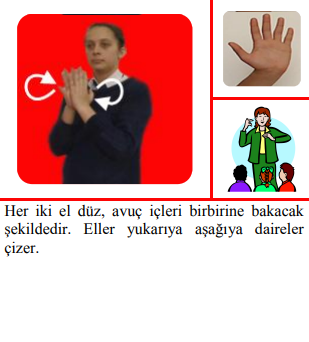 Her iki el düz, avuç içleri birbirine bakacak
şekildedir. Eller yukarıya aşağıya daireler
çizer.